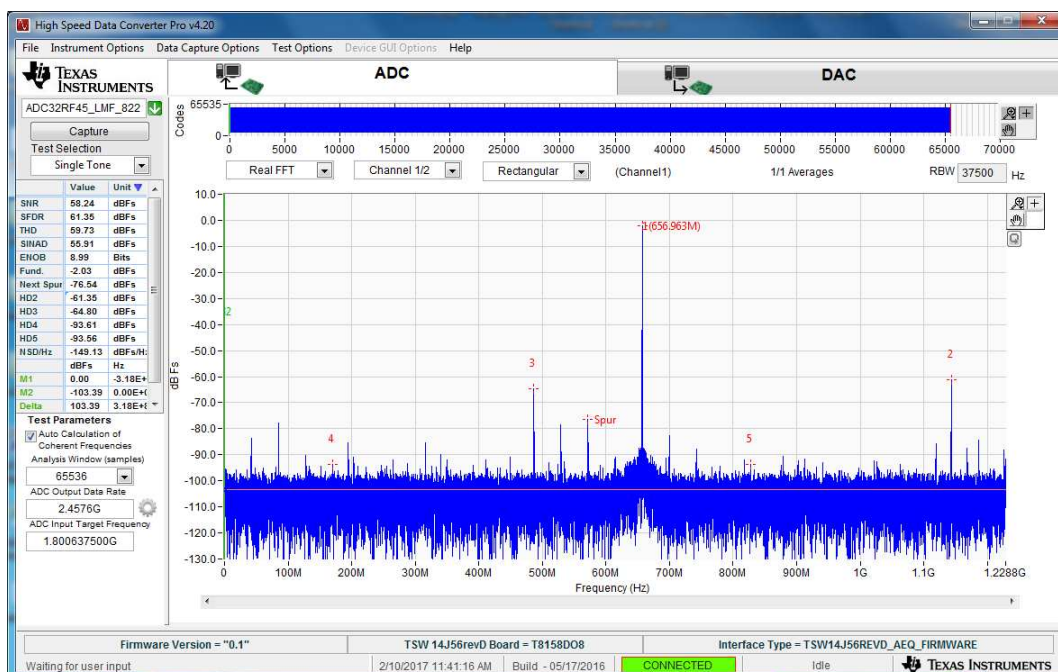 High Speed Data Converter Pro v4.20
File Instrument Options Data Capture Options Test Options Device GUI Options Help
TEXAS INSTRUMENTS
ADC
DAC
ADC32RF45_LMF_822
Capture
Test Selection
Single Tone
Value Unit
SNR 58.24 dBFs
SFDR 61.35 dBFs
THD 59.73 dBFs
SINAD 55.91 dBFs
ENOB 8.99 Bits
Fund. -2.03 dBFs
Next Spur -76.54 dBFs
HD2 -61.35 dBFs
HD3 -64.80 dBFs
HD4 -93.61 dBFs
HD5 -93.56 dBFs
NSD/Hz -149.13 dBFs/H
dBFs Hz
M1 0.00 -3.18E+
M2 -103.39 0.00E+(
Delta 103.39 3.18E+
Test Parameters
Auto Calculation of
Coherent Frequencies
Analysis Window (samples)
65536
ADC Output Data Rate
2.4576G
ADC Input Target Frequency
1.800637500G
Codes
65535
0
0 5000 10000 15000 20000 25000 30000 35000 40000 45000 50000 55000 60000 65000 70000
Real FFT Channel 1/2 Rectangular (Channel1) 1/1 Averages RBW 37500 Hz
dBFs
10.0
0.0
-10.0
-20.0
-30.0
-40.0
-50.0
-60.0
-70.0
-80.0
-90.0
-100.0
-110.0
-120.0
-130.0
1(656.963M)
2
3
2
Spur
4
5
0 100M 200M 300M 400M 500M 600M 700M 800M 900M 1G 1.1G 1.2288G
Frequency (Hz)
Firmware Version = "0.1" TSW 14J56revD Board = T8158DO8 Interface Type = TSW14J56REVD_AEQ_FIRMWARE
Waiting for user input 2/10/2017 11:41:16 AM Build - 05/17/2016 CONNECTED Idle TEXAS INSTRUMENTS